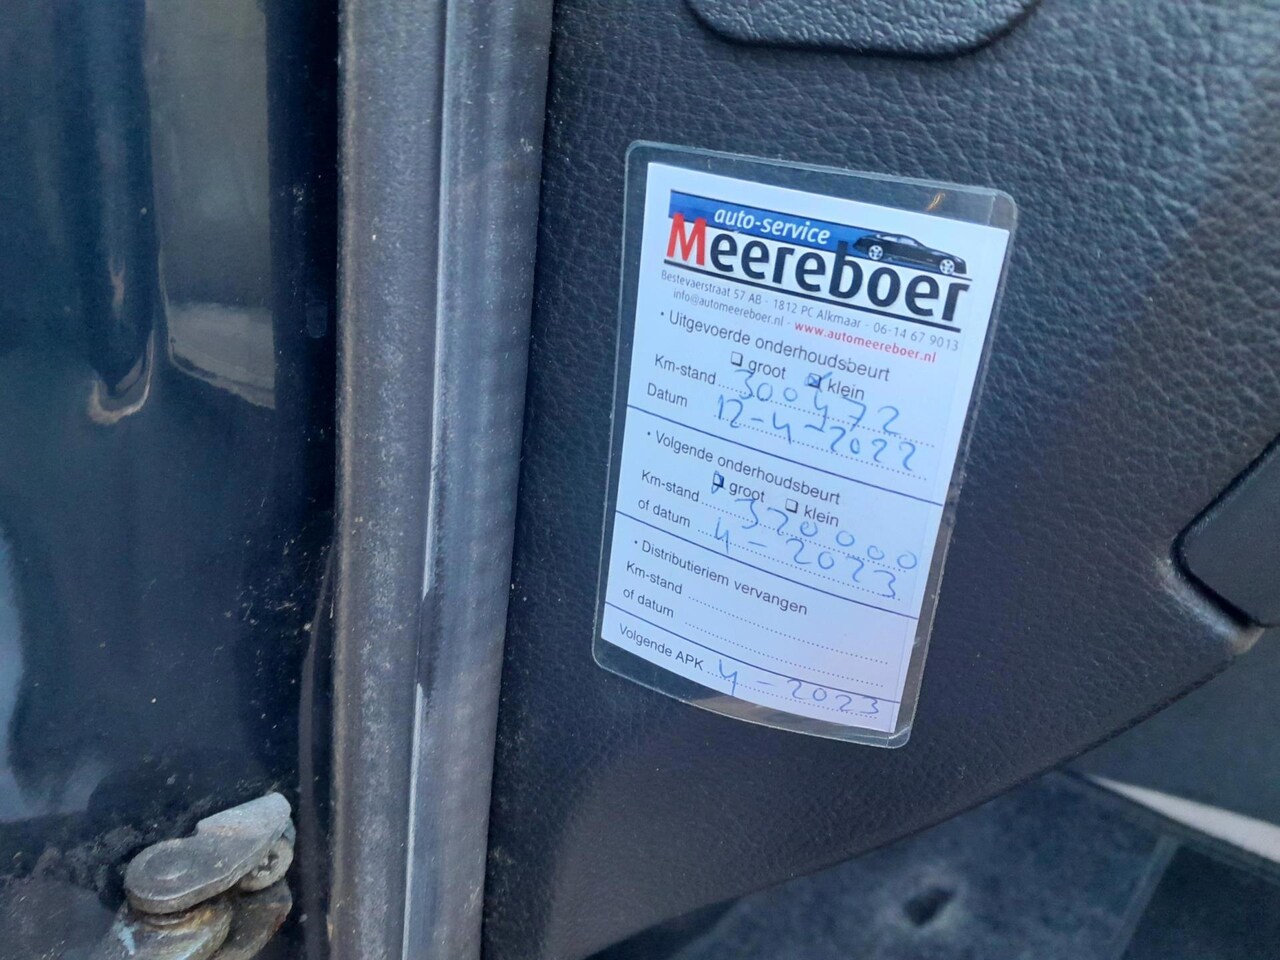 auto-service
Meereboer
Bestevaerstraat 57 AB - 1812 PC Alkmaar - 06-14 67 9013
info@automeereboer.nl - www.automeereboer.nl
• Uitgevoerde onderhoudsbeurt
groot klein
Km-stand 300472
Datum 12-4-2022
• Volgende onderhoudsbeurt
groot klein
Km-stand 320000
of datum 4-2023
• Distributieriem vervangen
Km-stand
of datum
Volgende APK 4-2023